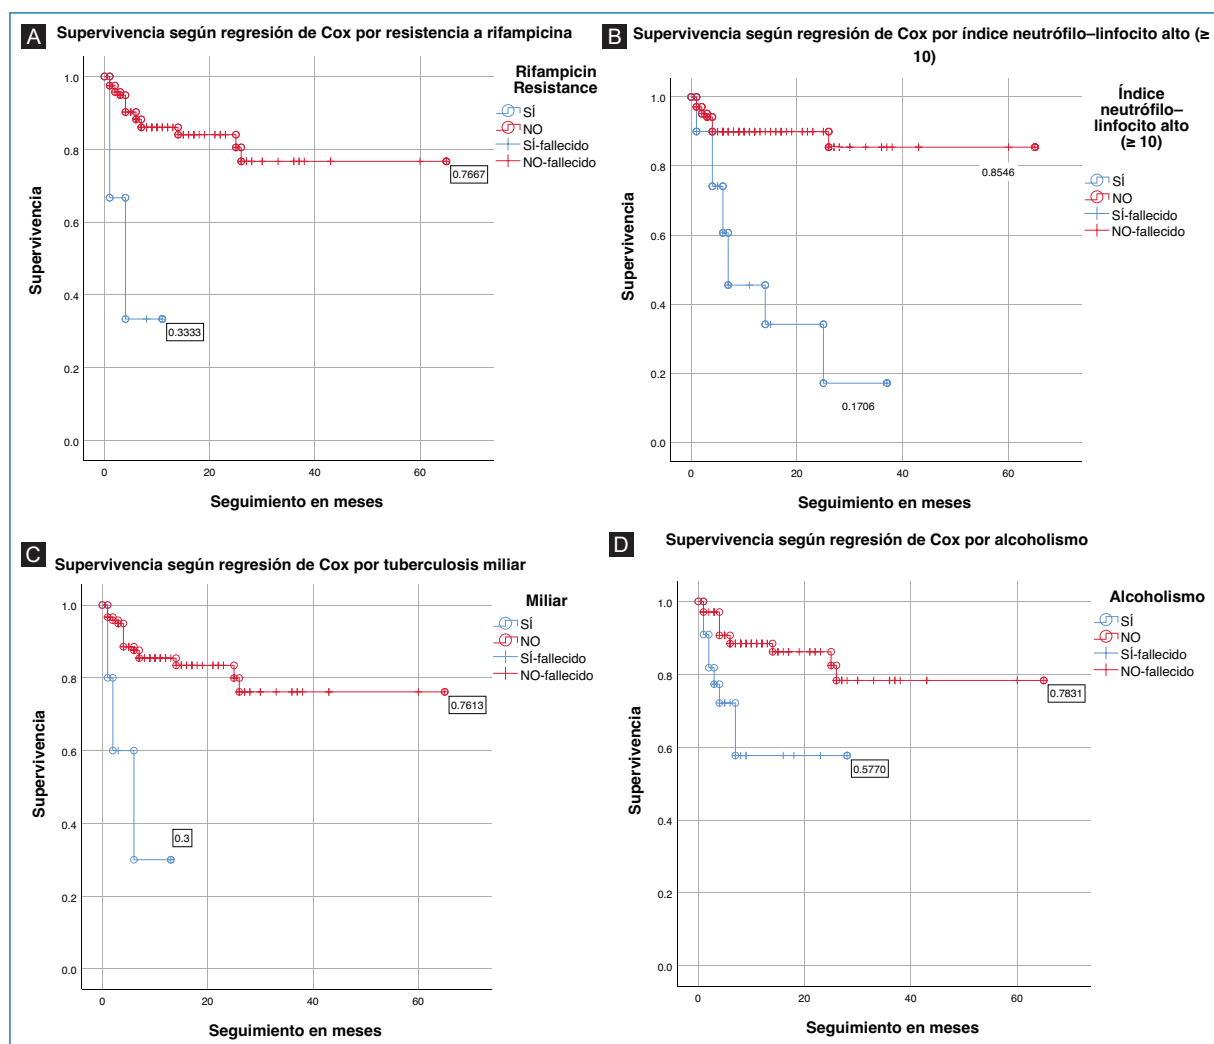 A
Supervivencia según regresión de Cox por resistencia a rifampicina
Rifampicin
Resistance
SÍ
NO
SÍ-fallecido
NO-fallecido
1.0
0.8
0.6
0.4
0.2
0.0
Supervivencia
0.7667
0.3333
0
20
40
60
Seguimiento en meses
B
Supervivencia según regresión de Cox por índice neutrófilo–linfocito alto (≥
10)
Índice
neutrófilo–
linfocito alto
(≥ 10)
SÍ
NO
SÍ-fallecido
NO-fallecido
1.0
0.8
0.6
0.4
0.2
0.0
Supervivencia
0.8546
0.1706
0
20
40
60
Seguimiento en meses
C
Supervivencia según regresión de Cox por tuberculosis miliar
Miliar
SÍ
NO
SÍ-fallecido
NO-fallecido
1.0
0.8
0.6
0.4
0.2
0.0
Supervivencia
0.7613
0.3
0
20
40
60
Seguimiento en meses
D
Supervivencia según regresión de Cox por alcoholismo
Alcoholismo
SÍ
NO
SÍ-fallecido
NO-fallecido
1.0
0.8
0.6
0.4
0.2
0.0
Supervivencia
0.7831
0.5770
0
20
40
60
Seguimiento en meses